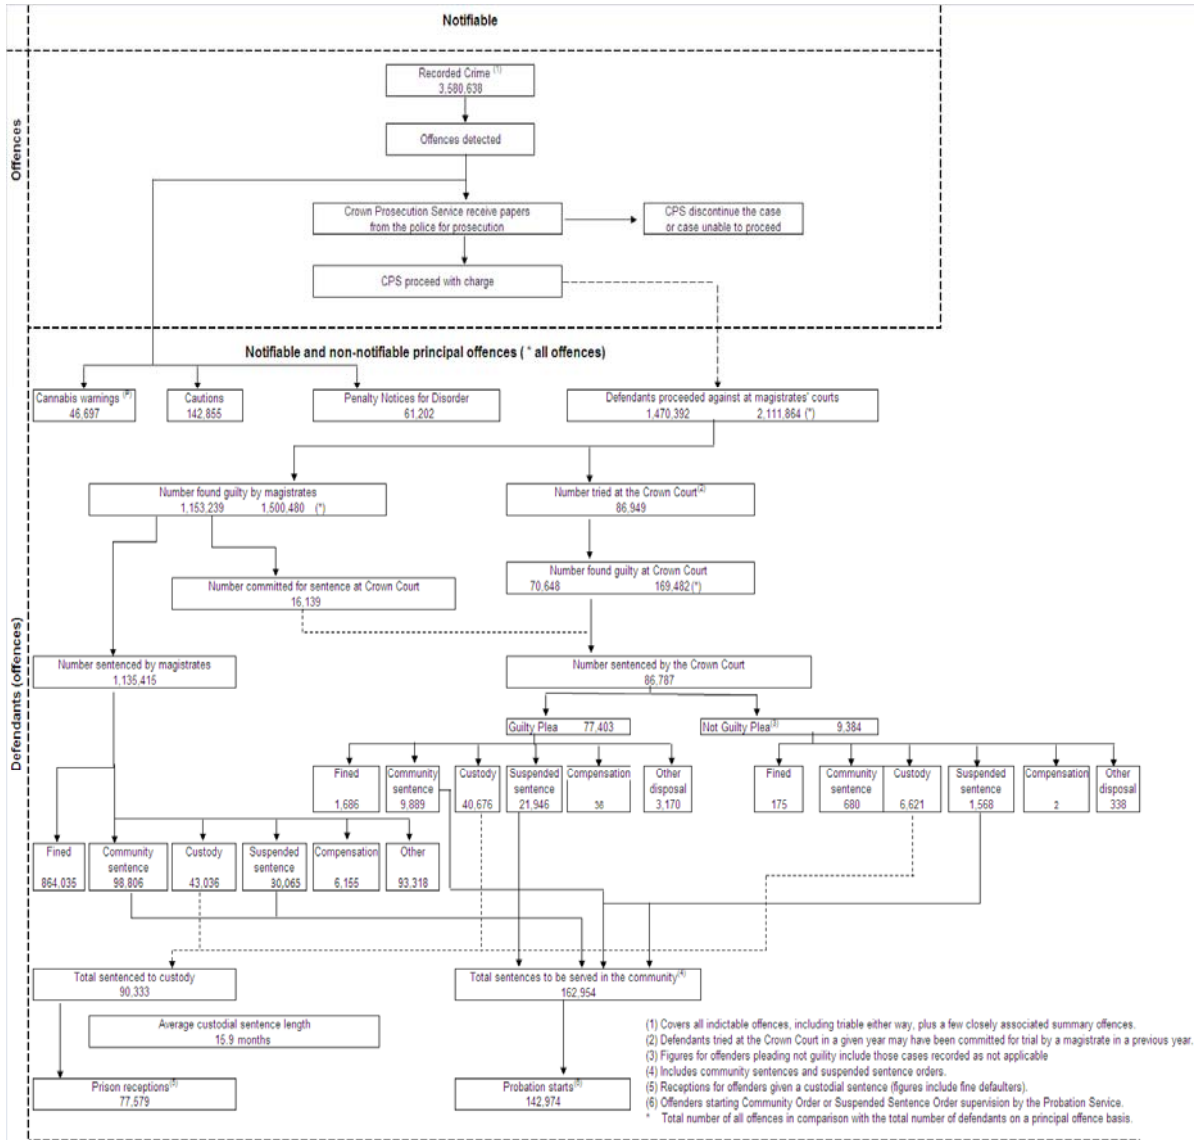 Notifiable
Offences
Recorded Crime (1)
3,580,638
Offences detected
Crown Prosecution Service receive papers
from the police for prosecution
CPS discontinue the case
or case unable to proceed
CPS proceed with charge
Notifiable and non-notifiable principal offences ( * all offences)
Defendants (offences)
Cannabis warnings
46,697
Cautions
142,855
Penalty Notices for Disorder
61,202
Defendants proceeded against at magistrates' courts
1,470,392 2,111,864 (*)
Number found guilty by magistrates
1,153,239 1,500,480 (*)
Number tried at the Crown Court(2)
86,949
Number found guilty at Crown Court
70,648 169,482 (*)
Number committed for sentence at Crown Court
16,139
Number sentenced by magistrates
1,135,415
Number sentenced by the Crown Court
86,787
Guilty Plea 77,403
Not Guilty Plea(3) 9,384
Fined
1,686
Community
sentence
9,889
Custody
40,676
Suspended
sentence
21,946
Compensation
36
Other
disposal
3,170
Fined
175
Community
sentence
680
Custody
6,621
Suspended
sentence
1,568
Compensation
2
Other
disposal
338
Fined
864,035
Community
sentence
98,806
Custody
43,036
Suspended
sentence
30,065
Compensation
6,155
Other
93,318
Total sentenced to custody
90,333
Total sentences to be served in the community(4)
162,954
Average custodial sentence length
15.9 months
Prison receptions(5)
77,579
Probation starts(6)
142,974
(1) Covers all indictable offences, including triable either way, plus a few closely associated summary offences.
(2) Defendants tried at the Crown Court in a given year may have been committed for trial by a magistrate in a previous year.
(3) Figures for offenders pleading not guility include those cases recorded as not applicable
(4) Includes community sentences and suspended sentence orders.
(5) Receptions for offenders given a custodial sentence (figures include fine defaulters).
(6) Offenders starting Community Order or Suspended Sentence Order supervision by the Probation Service.
* Total number of all offences in comparison with the total number of defendants on a principal offence basis.